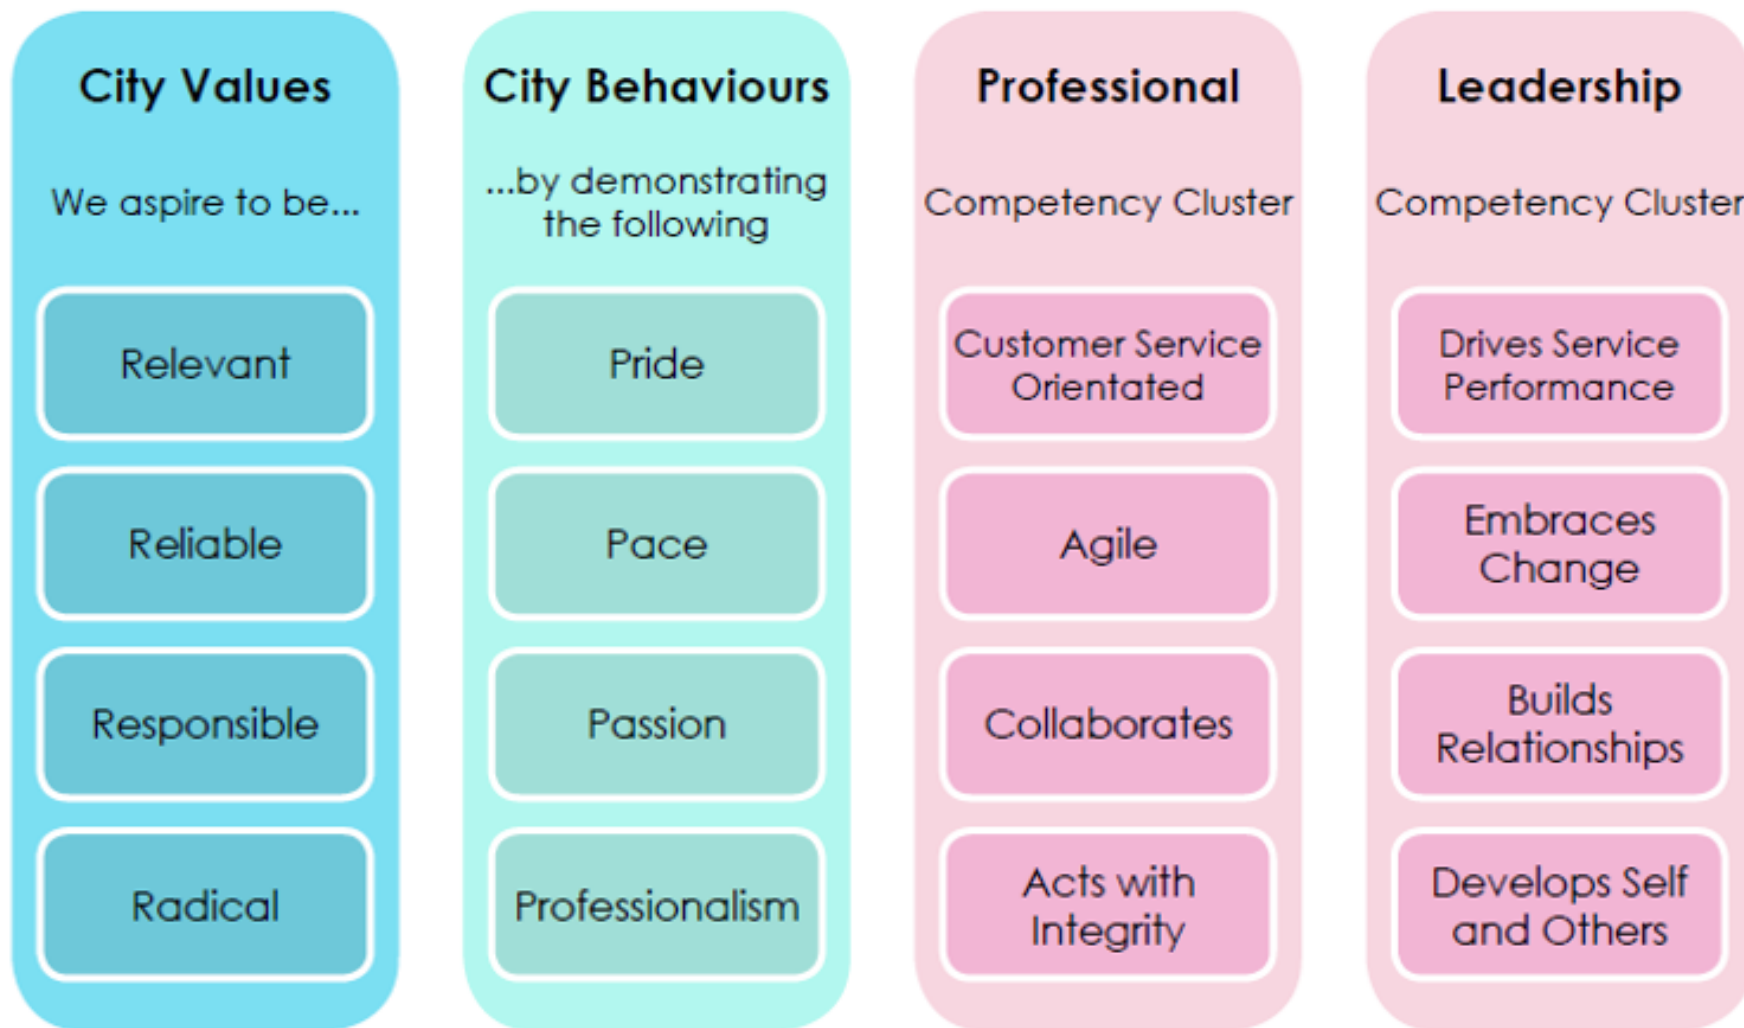 City Values
We aspire to be...
Relevant
Reliable
Responsible
Radical
City Behaviours
...by demonstrating
the following
Pride
Pace
Passion
Professionalism
Professional
Competency Cluster
Customer Service
Orientated
Agile
Collaborates
Acts with
Integrity
Leadership
Competency Cluster
Drives Service
Performance
Embraces
Change
Builds
Relationships
Develops Self
and Others